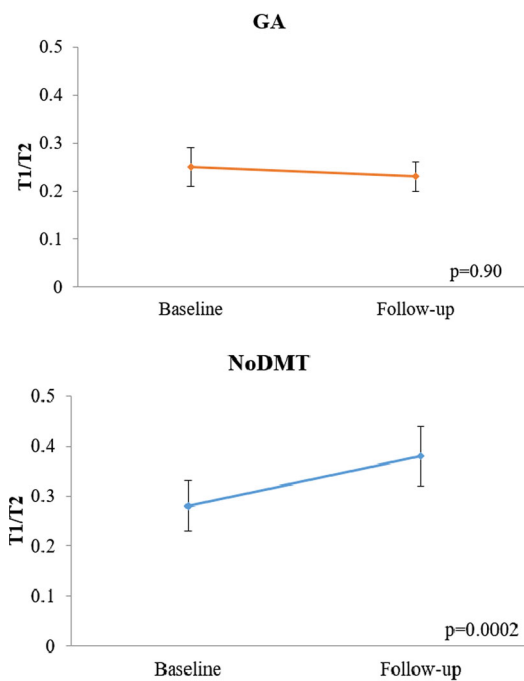 GA
0.5
0.4
0.3
0.2
0.1
0
T1/T2
p=0.90
Baseline Follow-up
NoDMT
0.5
0.4
0.3
0.2
0.1
0
T1/T2
p=0.0002
Baseline Follow-up